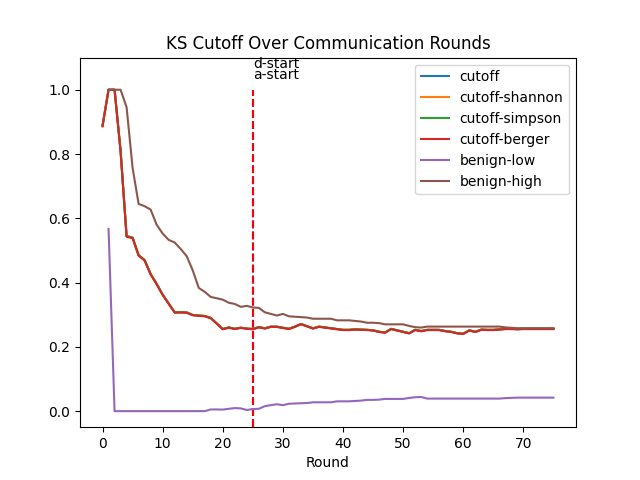 KS Cutoff Over Communication Rounds
d-start
a-start
cutoff
cutoff-shannon
cutoff-simpson
cutoff-berger
benign-low
benign-high
1.0
0.8
0.6
0.4
0.2
0.0
0 10 20 30 40 50 60 70
Round